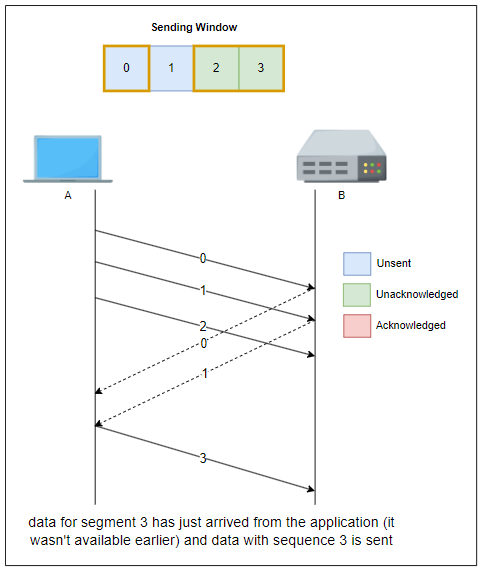 Sending Window
0 1 2 3
A B
0
1
2
0
1
3
Unsent
Unacknowledged
Acknowledged
data for segment 3 has just arrived from the application (it
wasn't available earlier) and data with sequence 3 is sent